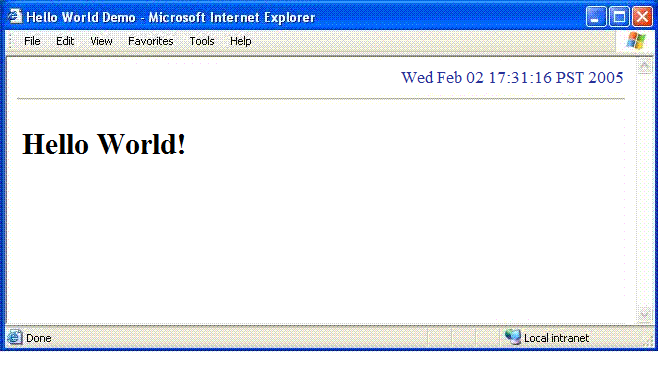 Hello World Demo - Microsoft Internet Explorer
File Edit View Favorites Tools Help
Wed Feb 02 17:31:16 PST 2005
Hello World!
Done Local intranet